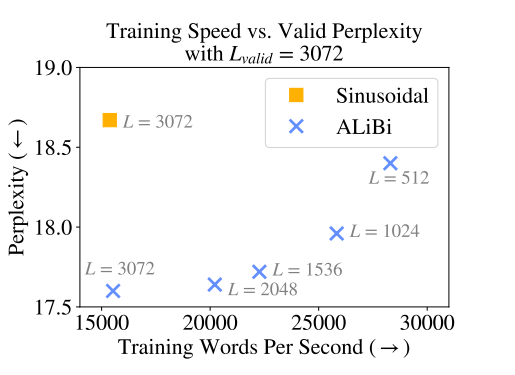 Training Speed vs. Valid Perplexity
with L_valid = 3072
Perplexity (←)
19.0
18.5
18.0
17.5
Sinusoidal
ALiBi
L = 3072
L = 512
L = 1024
L = 1536
L = 3072
L = 2048
15000 20000 25000 30000
Training Words Per Second (→)